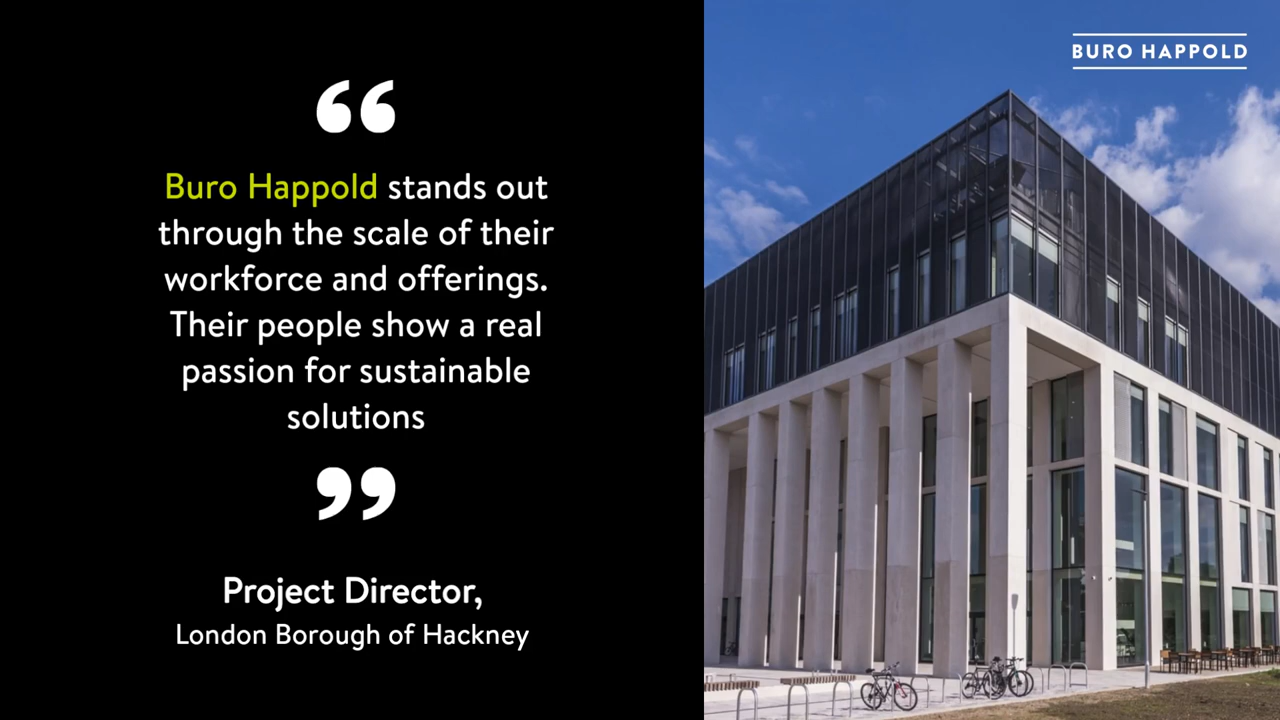 “
Buro Happold stands out
through the scale of their
workforce and offerings.
Their people show a real
passion for sustainable
solutions
”
Project Director,
London Borough of Hackney
BURO HAPPOLD